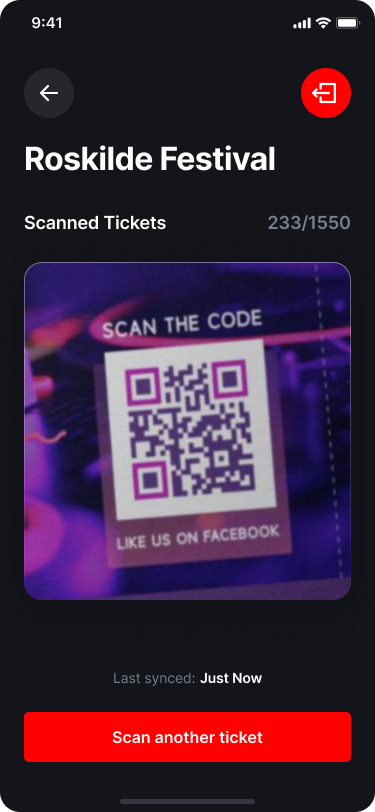 9:41
Roskilde Festival
Scanned Tickets 233/1550
SCAN THE CODE
LIKE US ON FACEBOOK
Last synced: Just Now
Scan another ticket